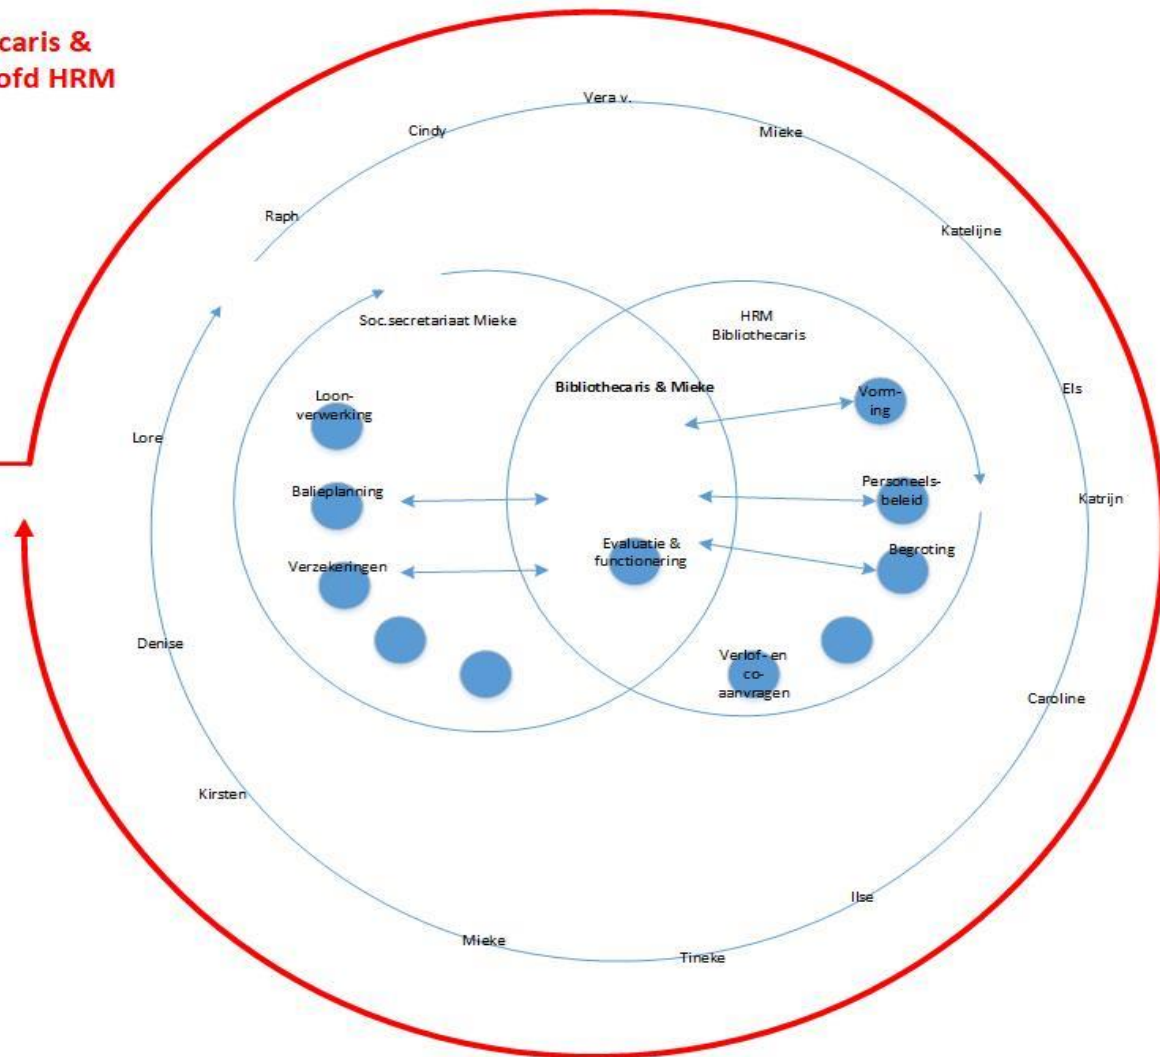 caris &
ofd HRM
Vera v.
Cindy
Mieke
Raph
Katelijne
Soc.secretariaat Mieke
HRM
Bibliothecaris
Bibliothecaris & Mieke
Vorm-
ing
Els
Loon-
verwerking
Lore
Balieplanning
Personeels-
beleid
Katrijn
Evaluatie &
functionering
Begroting
Verzekeringen
Denise
Verlof- en
co-
aanvragen
Caroline
Kirsten
Ilse
Mieke
Tineke